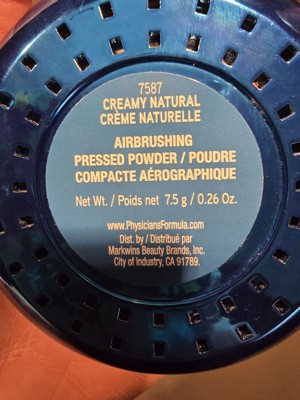 7587
CREAMY NATURAL
CRÈME NATURELLE
AIRBRUSHING
PRESSED POWDER / POUDRE
COMPACTE AÉROGRAPHIQUE
Net Wt. / Poids net 7.5 g / 0.26 Oz.
www.PhysiciansFormula.com
Dist. by / Distribué par
Markwins Beauty Brands, Inc.
City of Industry, CA 91789.